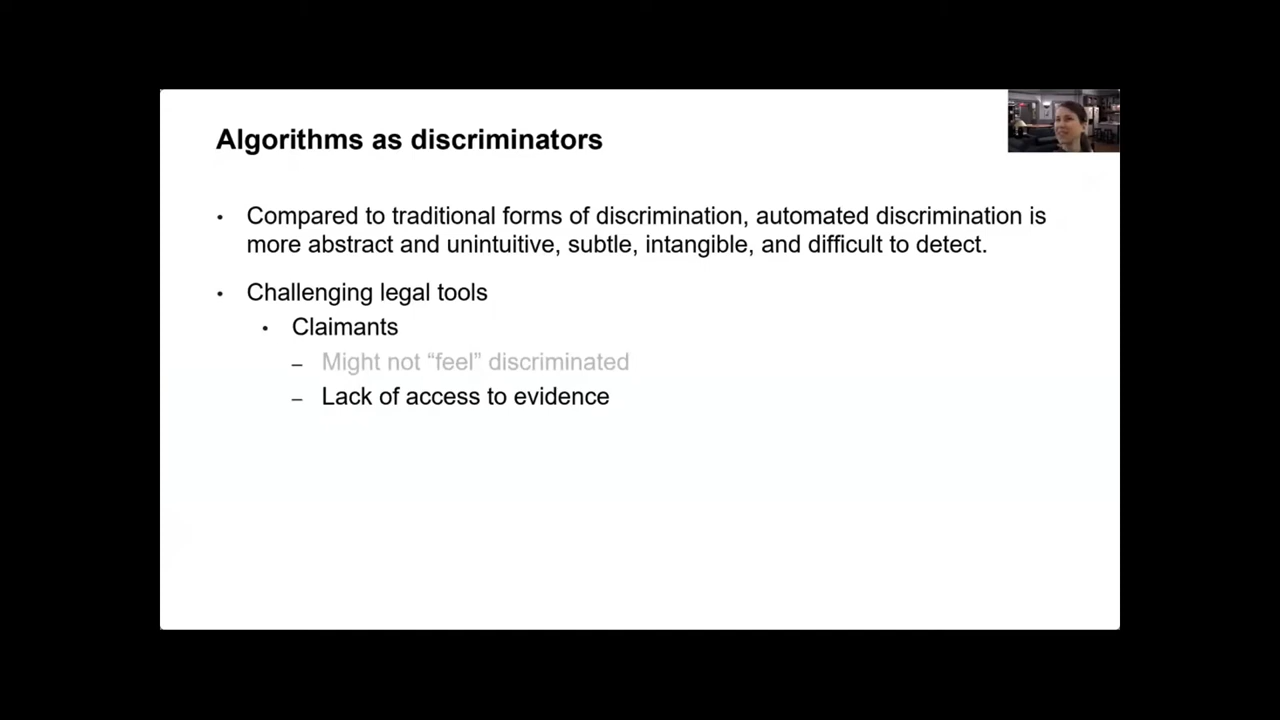 Algorithms as discriminators
• Compared to traditional forms of discrimination, automated discrimination is
more abstract and unintuitive, subtle, intangible, and difficult to detect.
• Challenging legal tools
• Claimants
– Might not “feel” discriminated
– Lack of access to evidence